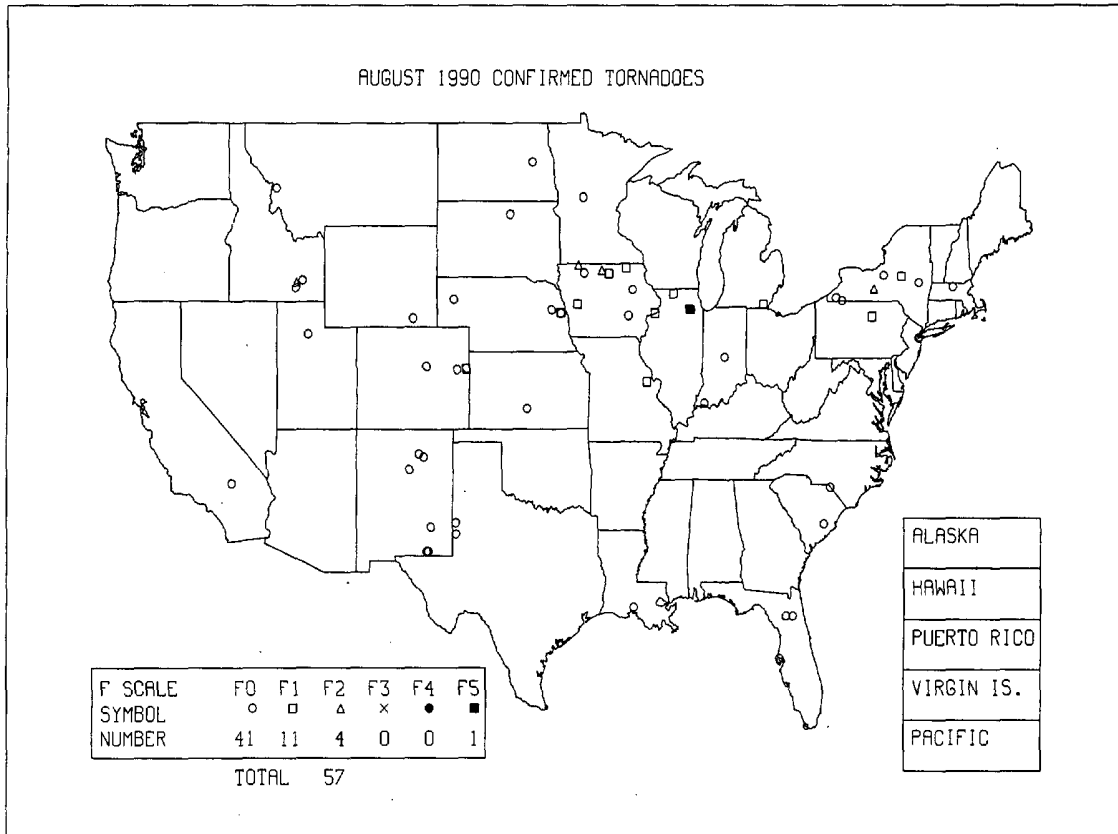 AUGUST 1990 CONFIRMED TORNADOES
ALASKA
HAWAII
PUERTO RICO
VIRGIN IS.
PACIFIC
F SCALE F0 F1 F2 F3 F4 F5
SYMBOL
NUMBER 41 11 4 0 0 1
TOTAL 57